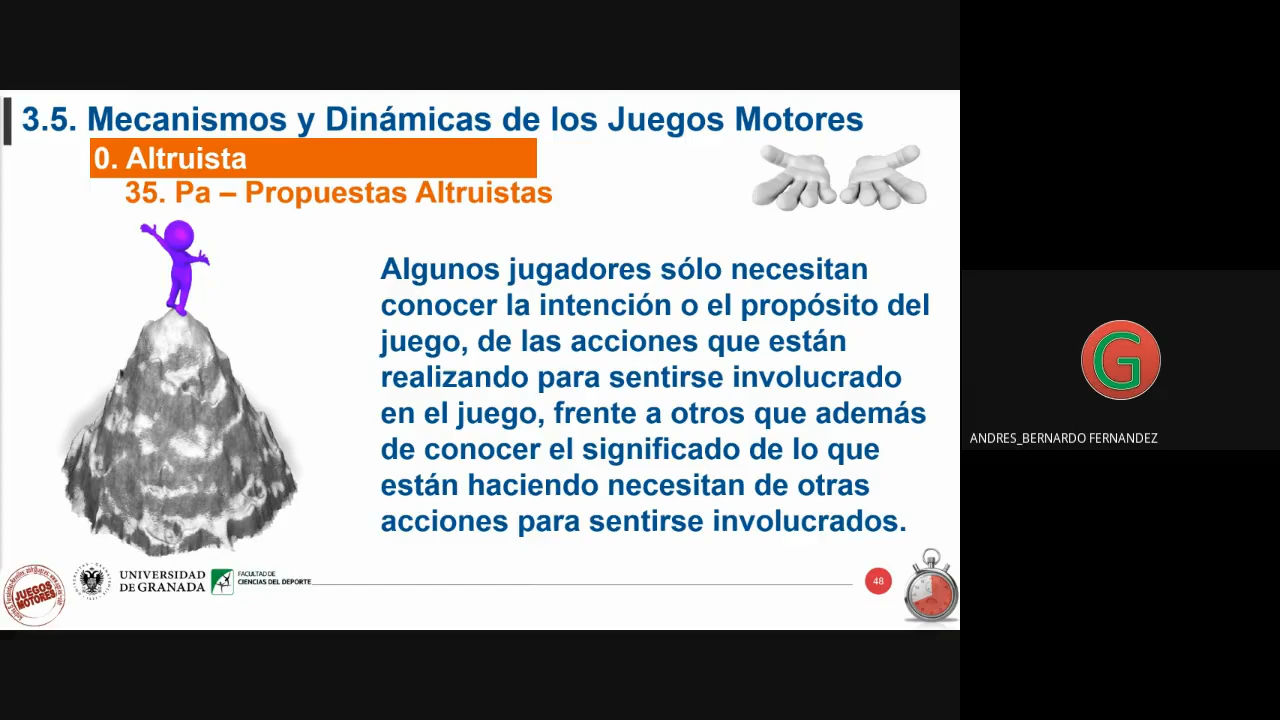 3.5. Mecanismos y Dinámicas de los Juegos Motores
0. Altruista
35. Pa – Propuestas Altruistas
Algunos jugadores sólo necesitan
conocer la intención o el propósito del
juego, de las acciones que están
realizando para sentirse involucrado
en el juego, frente a otros que además
de conocer el significado de lo que
están haciendo necesitan de otras
acciones para sentirse involucrados.
JUEGOS
MOTORES
UNIVERSIDAD
DE GRANADA
FACULTAD DE
CIENCIAS DEL DEPORTE
48
G
ANDRES_BERNARDO FERNANDEZ